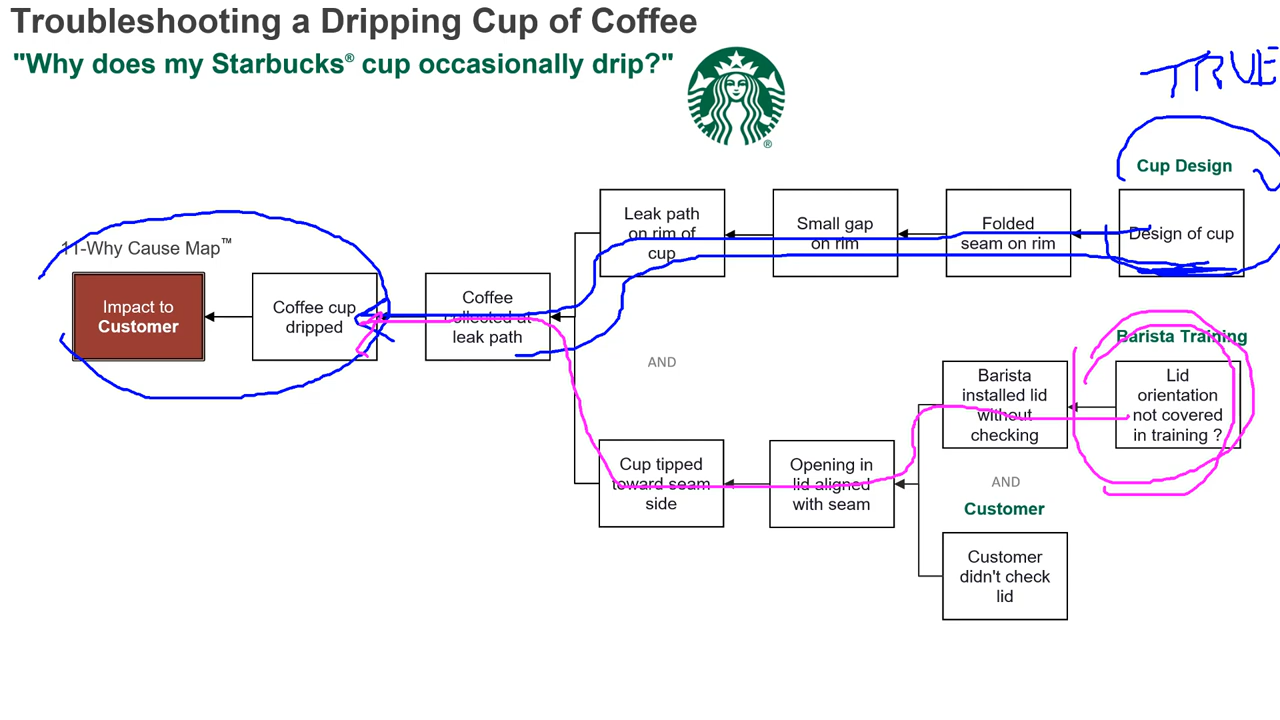 Troubleshooting a Dripping Cup of Coffee
"Why does my Starbucks® cup occasionally drip?"
®
TRUE
Cup Design
11-Why Cause Map™
Impact to
Customer
Coffee cup
dripped
Coffee
collected at
leak path
Leak path
on rim of
cup
Small gap
on rim
Folded
seam on rim
Design of cup
AND
Cup tipped
toward seam
side
Opening in
lid aligned
with seam
Barista
installed lid
without
checking
Barista Training
Lid
orientation
not covered
in training ?
AND
Customer
Customer
didn't check
lid